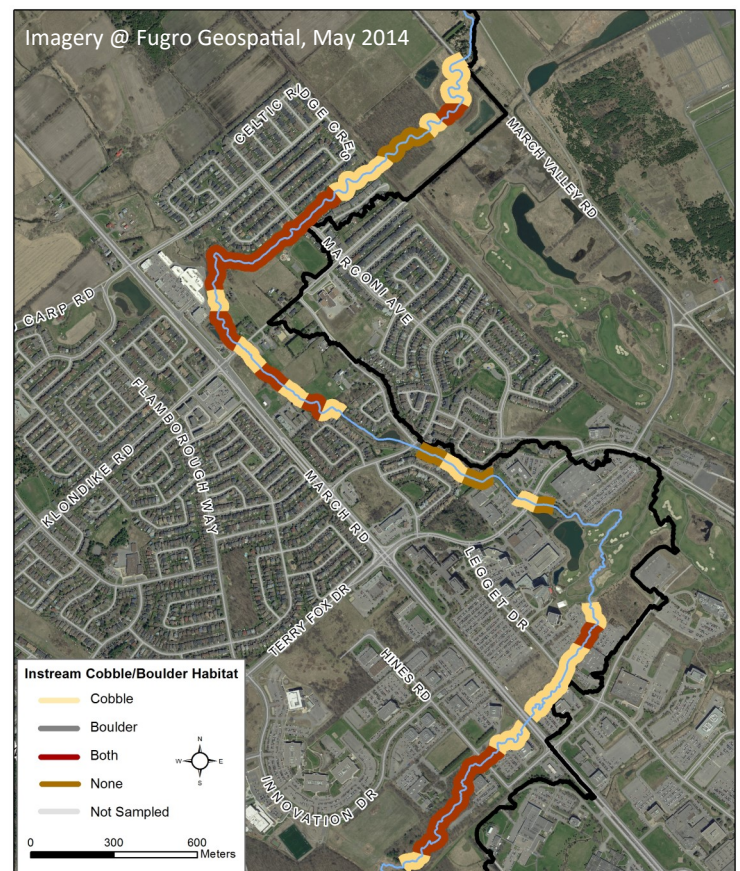 Imagery @ Fugro Geospatial, May 2014
CELTIC RIDGE CRES
MARCH VALLEY RD
MARCONI AVE
CARP RD
FLAMBOROUGH WAY
KLONDIKE RD
MARCH RD
LEGGET DR
TERRY FOX DR
HINES RD
INNOVATION DR
Instream Cobble/Boulder Habitat
Cobble
Boulder
Both
None
Not Sampled
N
W E
S
0 300 600
Meters